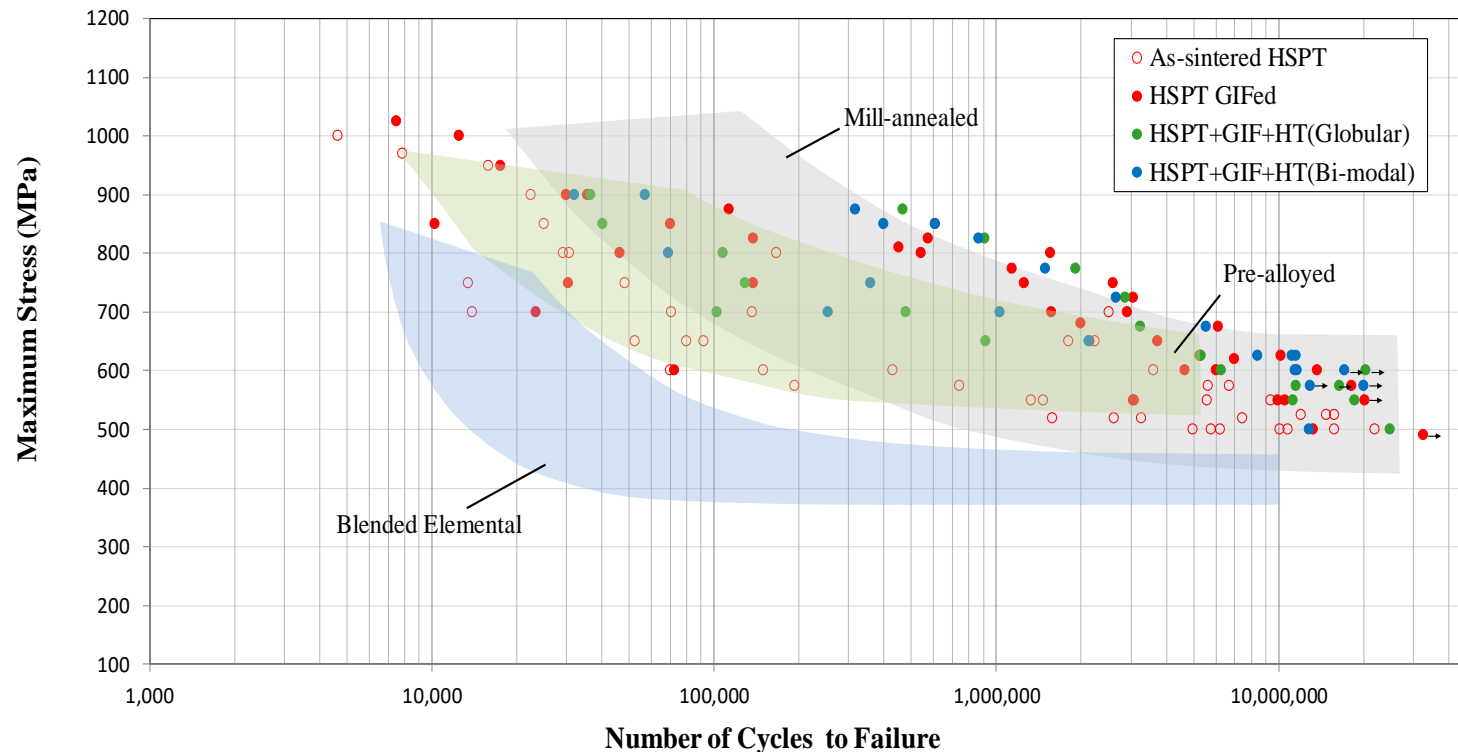 1200
1100
1000
900
800
700
600
500
400
300
200
100
1,000
10,000
100,000
1,000,000
10,000,000
Maximum Stress (MPa)
Number of Cycles to Failure
As-sintered HSPT
HSPT GIFed
HSPT+GIF+HT(Globular)
HSPT+GIF+HT(Bi-modal)
Mill-annealed
Pre-alloyed
Blended Elemental